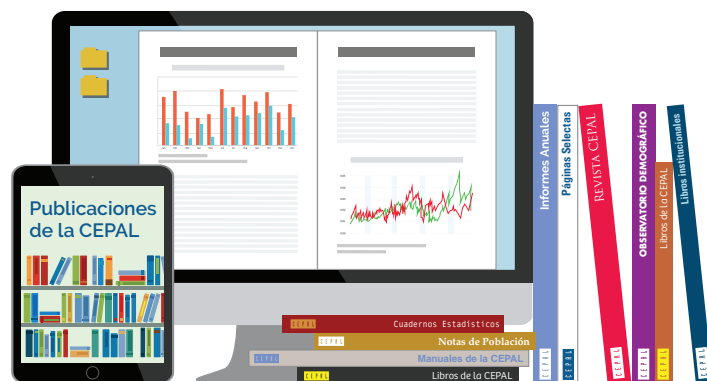 Publicaciones
de la CEPAL
CEPAL
Cuadernos Estadísticos
CEPAL
Notas de Población
CEPAL
Manuales de la CEPAL
CEPAL
Libros de la CEPAL
Informes Anuales
CEPAL
Páginas Selectas
CEPAL
REVISTA CEPAL
CEPAL
OBSERVATORIO DEMOGRÁFICO
CEPAL
Libros de la CEPAL
CEPAL
Libros institucionales
CEPAL